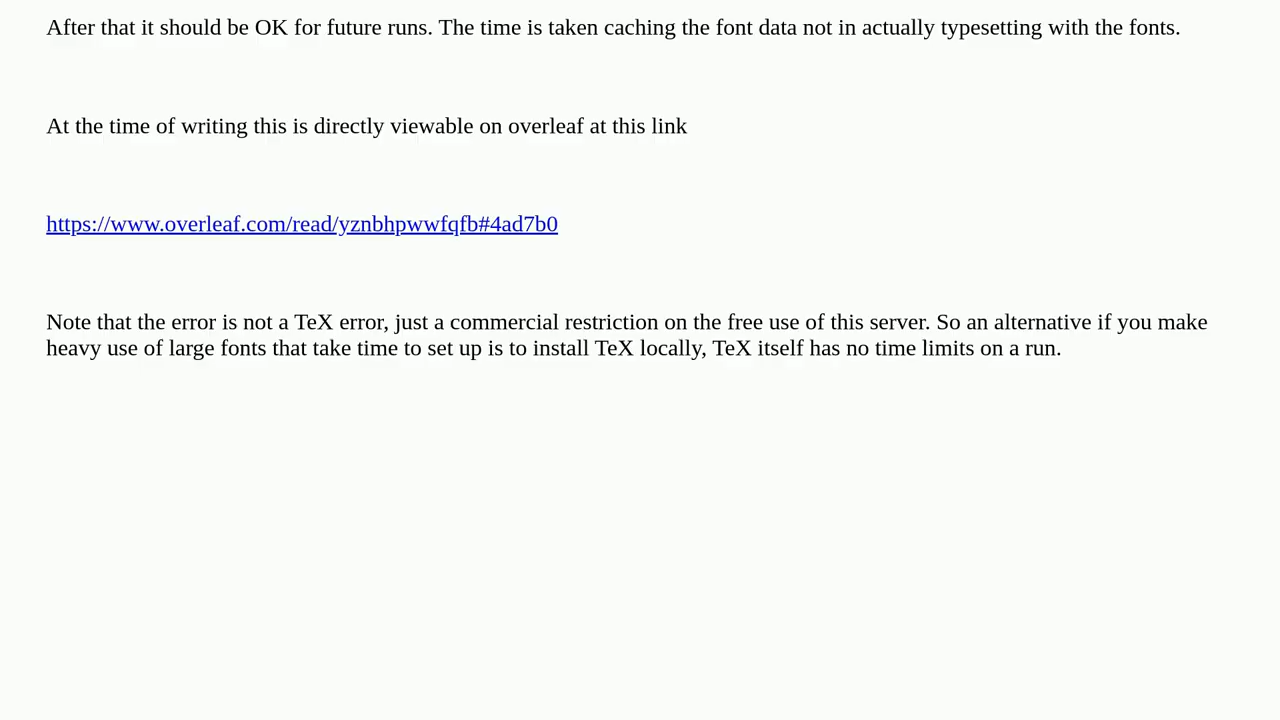 After that it should be OK for future runs. The time is taken caching the font data not in actually typesetting with the fonts.
At the time of writing this is directly viewable on overleaf at this link
https://www.overleaf.com/read/yznbhpwwfqfb#4ad7b0
Note that the error is not a TeX error, just a commercial restriction on the free use of this server. So an alternative if you make
heavy use of large fonts that take time to set up is to install TeX locally, TeX itself has no time limits on a run.